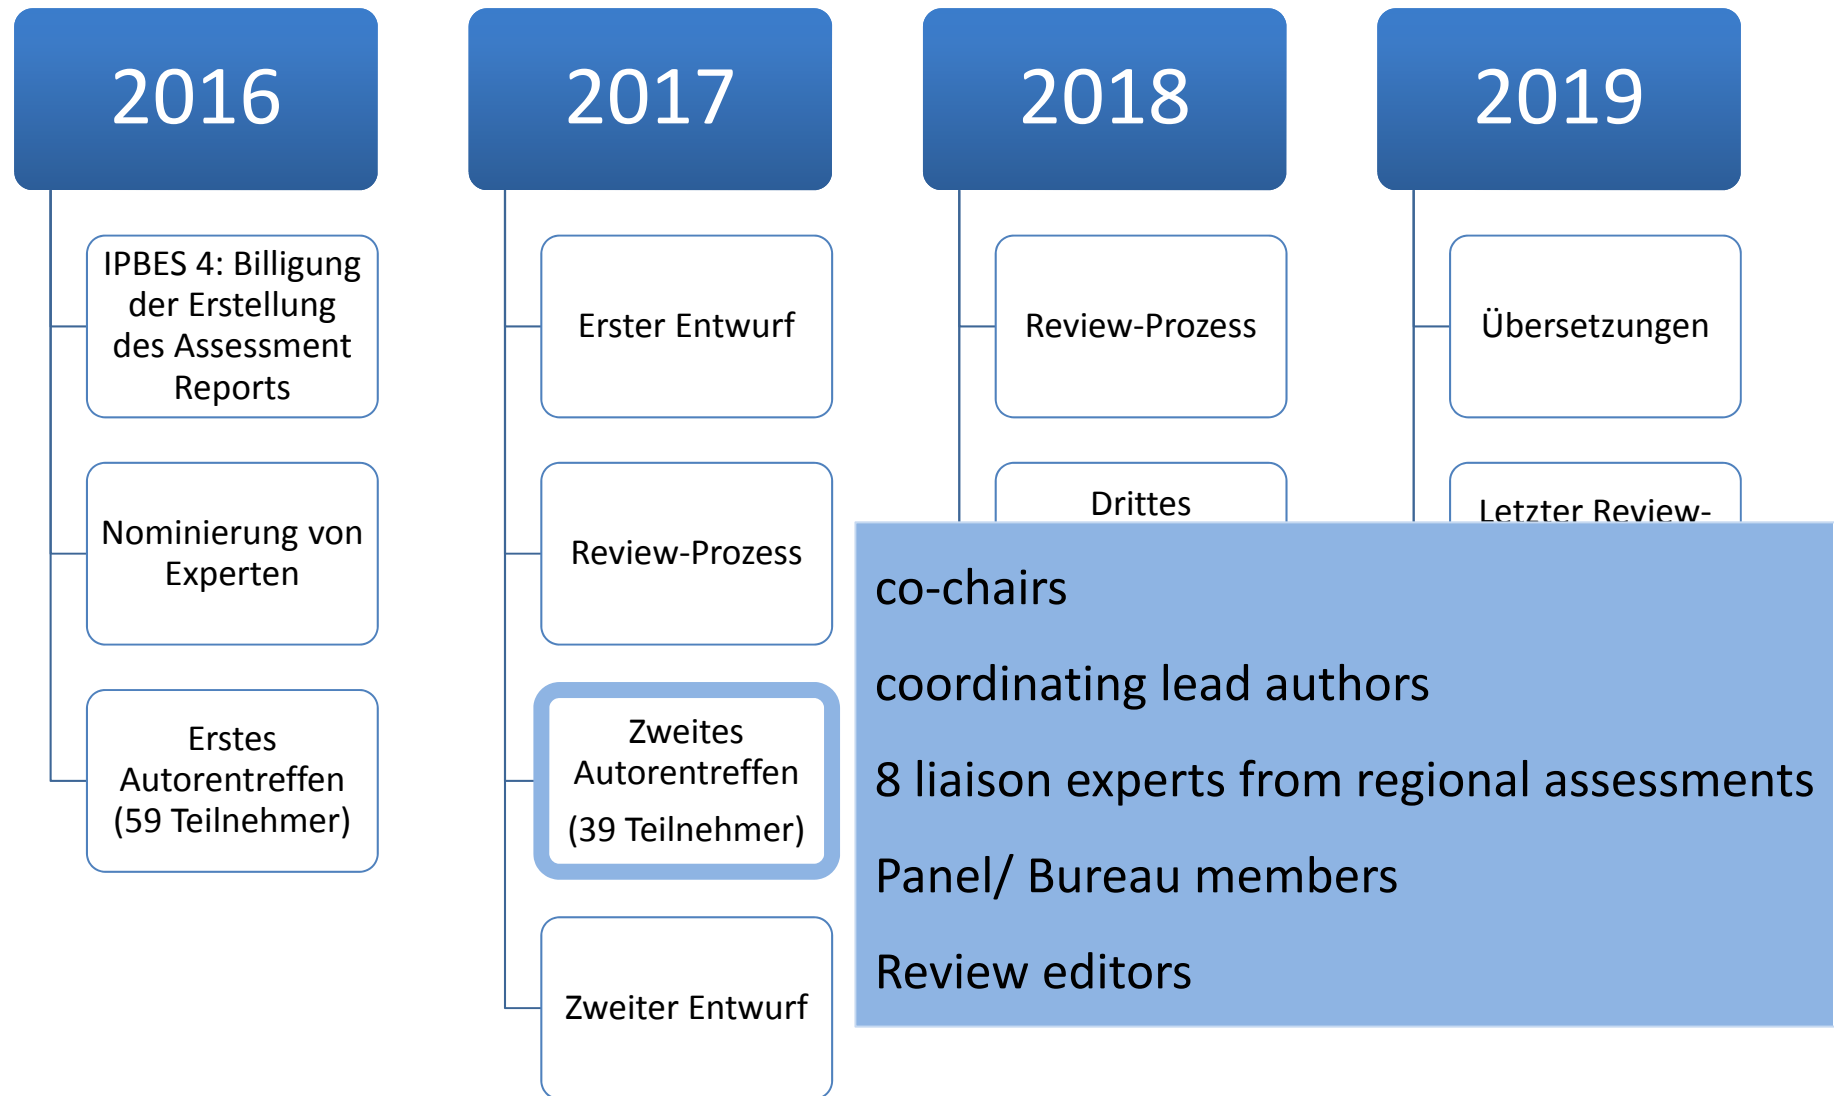 2016
IPBES 4: Billigung
der Erstellung
des Assessment
Reports
Nominierung von
Experten
Erstes
Autorentreffen
(59 Teilnehmer)
2017
Erster Entwurf
Review-Prozess
Zweites
Autorentreffen
(39 Teilnehmer)
Zweiter Entwurf
2018
Review-Prozess
Drittes
2019
Übersetzungen
Letzter Review-
co-chairs
coordinating lead authors
8 liaison experts from regional assessments
Panel/ Bureau members
Review editors